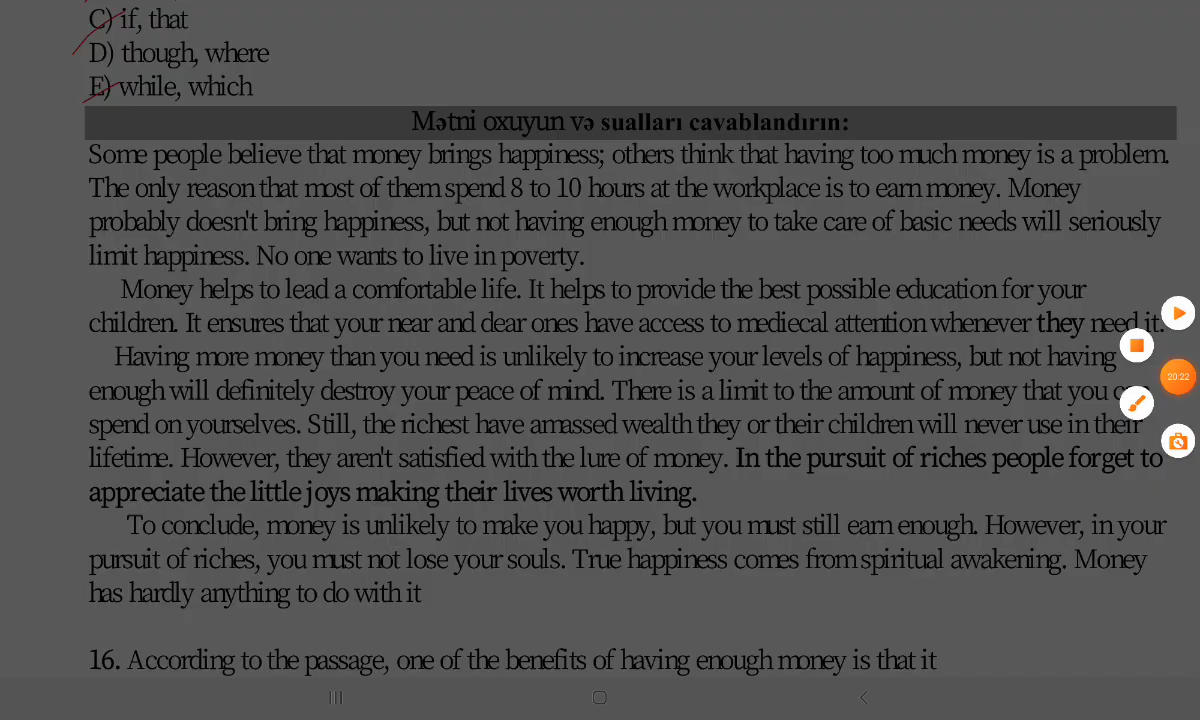 C) if, that
D) though, where
E) while, which
Mətni oxuyun və sualları cavablandırın:
Some people believe that money brings happiness; others think that having too much money is a problem.
The only reason that most of them spend 8 to 10 hours at the workplace is to earn money. Money
probably doesn't bring happiness, but not having enough money to take care of basic needs will seriously
limit happiness. No one wants to live in poverty.
Money helps to lead a comfortable life. It helps to provide the best possible education for your
children. It ensures that your near and dear ones have access to mediecal attention whenever they need it.
Having more money than you need is unlikely to increase your levels of happiness, but not having
enough will definitely destroy your peace of mind. There is a limit to the amount of money that you can
spend on yourselves. Still, the richest have amassed wealth they or their children will never use in their
lifetime. However, they aren't satisfied with the lure of money. In the pursuit of riches people forget to
appreciate the little joys making their lives worth living.
To conclude, money is unlikely to make you happy, but you must still earn enough. However, in your
pursuit of riches, you must not lose your souls. True happiness comes from spiritual awakening. Money
has hardly anything to do with it
16. According to the passage, one of the benefits of having enough money is that it
20:22